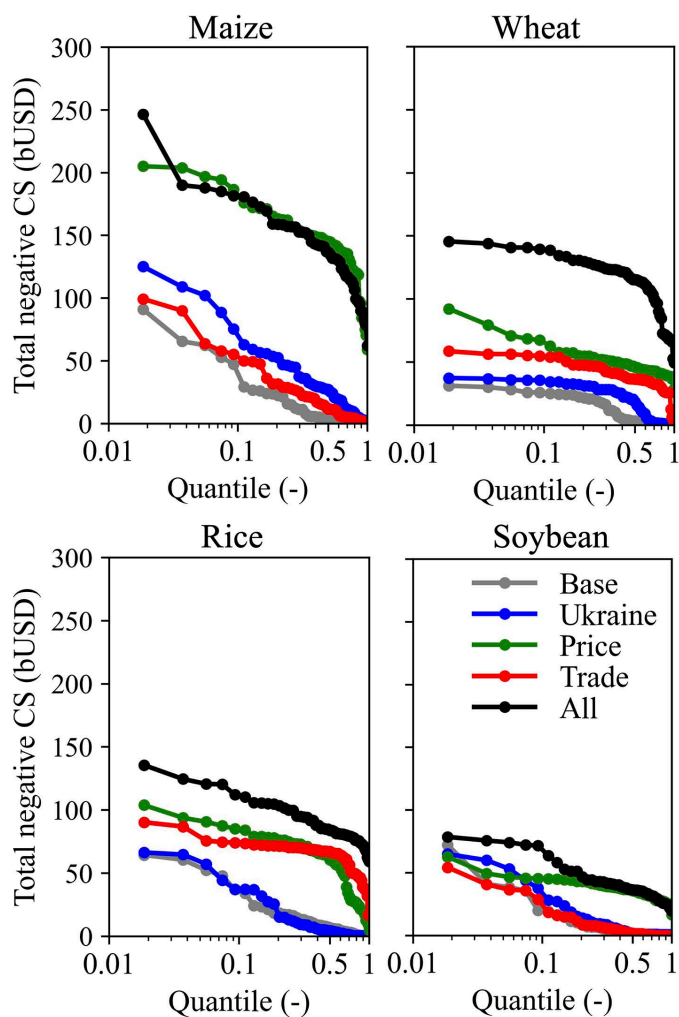 Maize
Wheat
Total negative CS (bUSD)
300
250
200
150
100
50
0
0.01
0.1
0.5
1
Quantile (-)
0.01
0.1
0.5
1
Quantile (-)
Rice
Soybean
Total negative CS (bUSD)
300
250
200
150
100
50
0
0.01
0.1
0.5
1
Quantile (-)
Base
Ukraine
Price
Trade
All
0.01
0.1
0.5
1
Quantile (-)